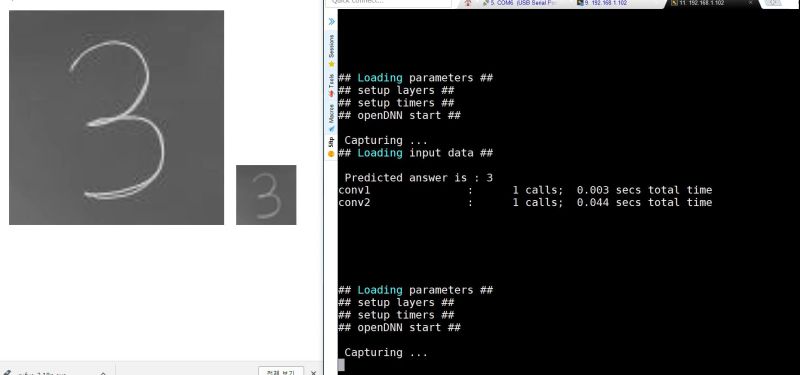 3
3
Quick connect...
5. COM6 (USB Serial Po
9. 192.168.1.102
11. 192.168.1.102
Sessions
Tools
Macros
Sftp
## Loading parameters ##
## setup layers ##
## setup timers ##
## openDNN start ##
Capturing ...
## Loading input data ##
Predicted answer is : 3
conv1 : 1 calls; 0.003 secs total time
conv2 : 1 calls; 0.044 secs total time
## Loading parameters ##
## setup layers ##
## setup timers ##
## openDNN start ##
Capturing ...
전체 보기